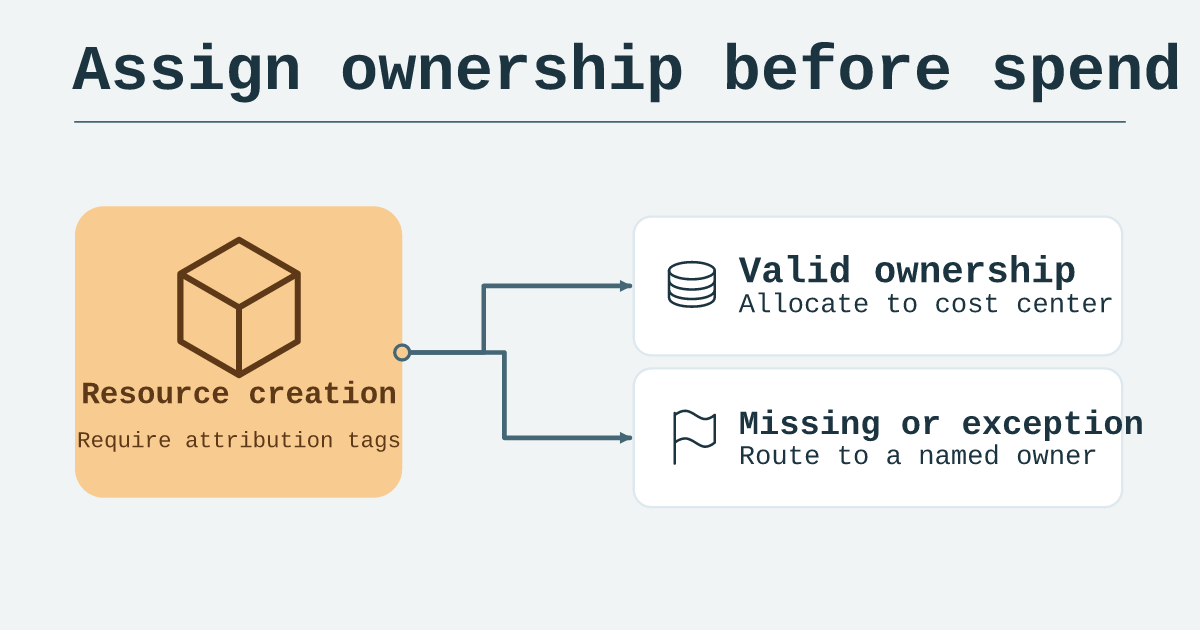 Assign ownership before spend
Resource creation
Require attribution tags
Valid ownership
Allocate to cost center
Missing or exception
Route to a named owner